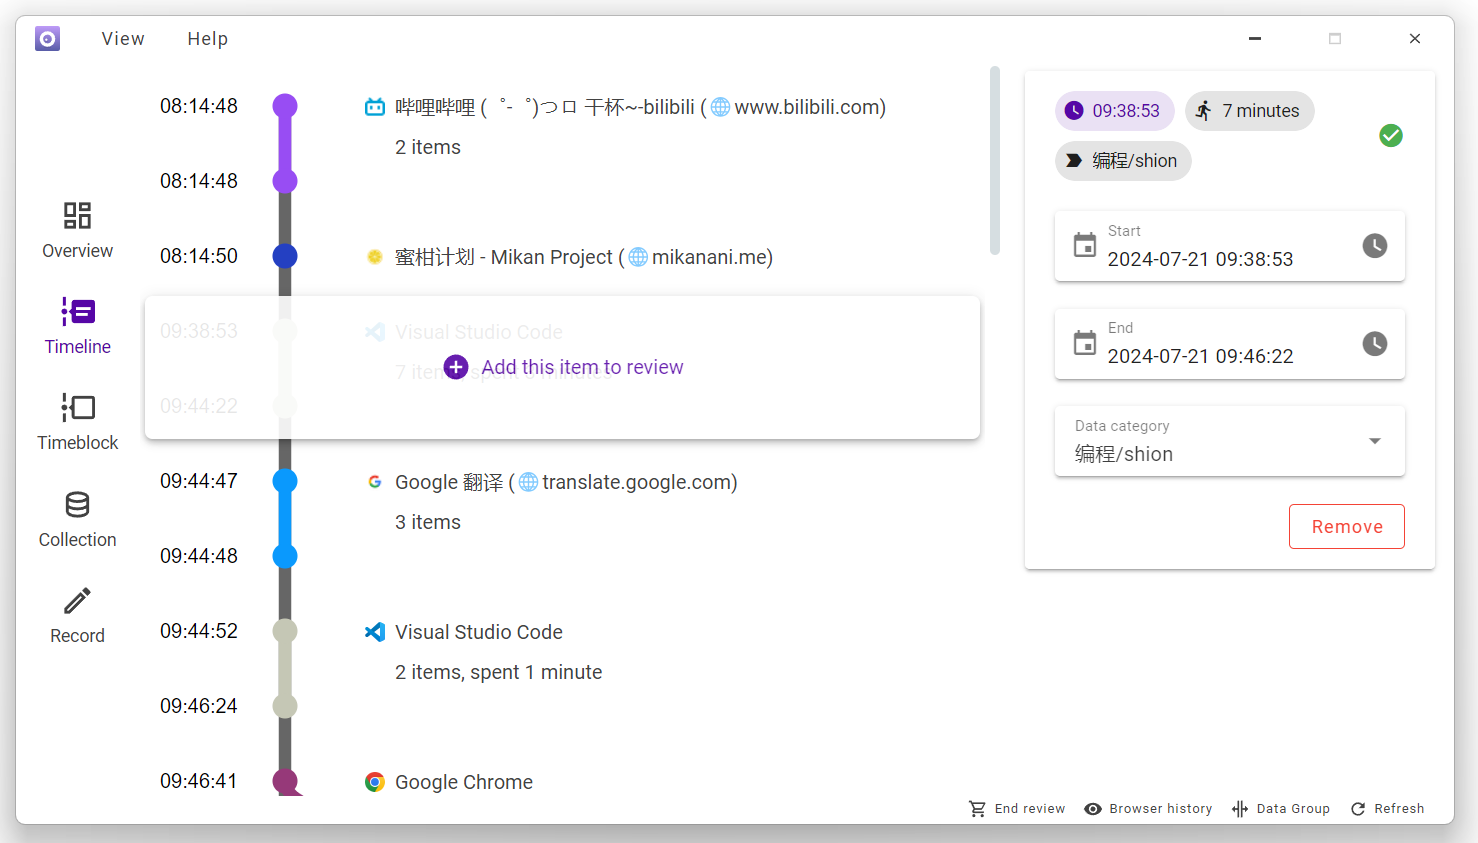 View
Help
Overview
Timeline
Timeblock
Collection
Record
08:14:48
哔哩哔哩 (゜-゜)つロ 干杯~-bilibili (🌐www.bilibili.com)
2 items
08:14:48
08:14:50
蜜柑计划 - Mikan Project (🌐mikanani.me)
09:38:53
Visual Studio Code
Add this item to review
7 items, spent
minutes
09:44:22
09:44:47
Google 翻译 (🌐translate.google.com)
3 items
09:44:48
09:44:52
Visual Studio Code
2 items, spent 1 minute
09:46:24
09:46:41
Google Chrome
09:38:53
7 minutes
编程/shion
Start
2024-07-21 09:38:53
End
2024-07-21 09:46:22
Data category
编程/shion
Remove
End review
Browser history
Data Group
Refresh